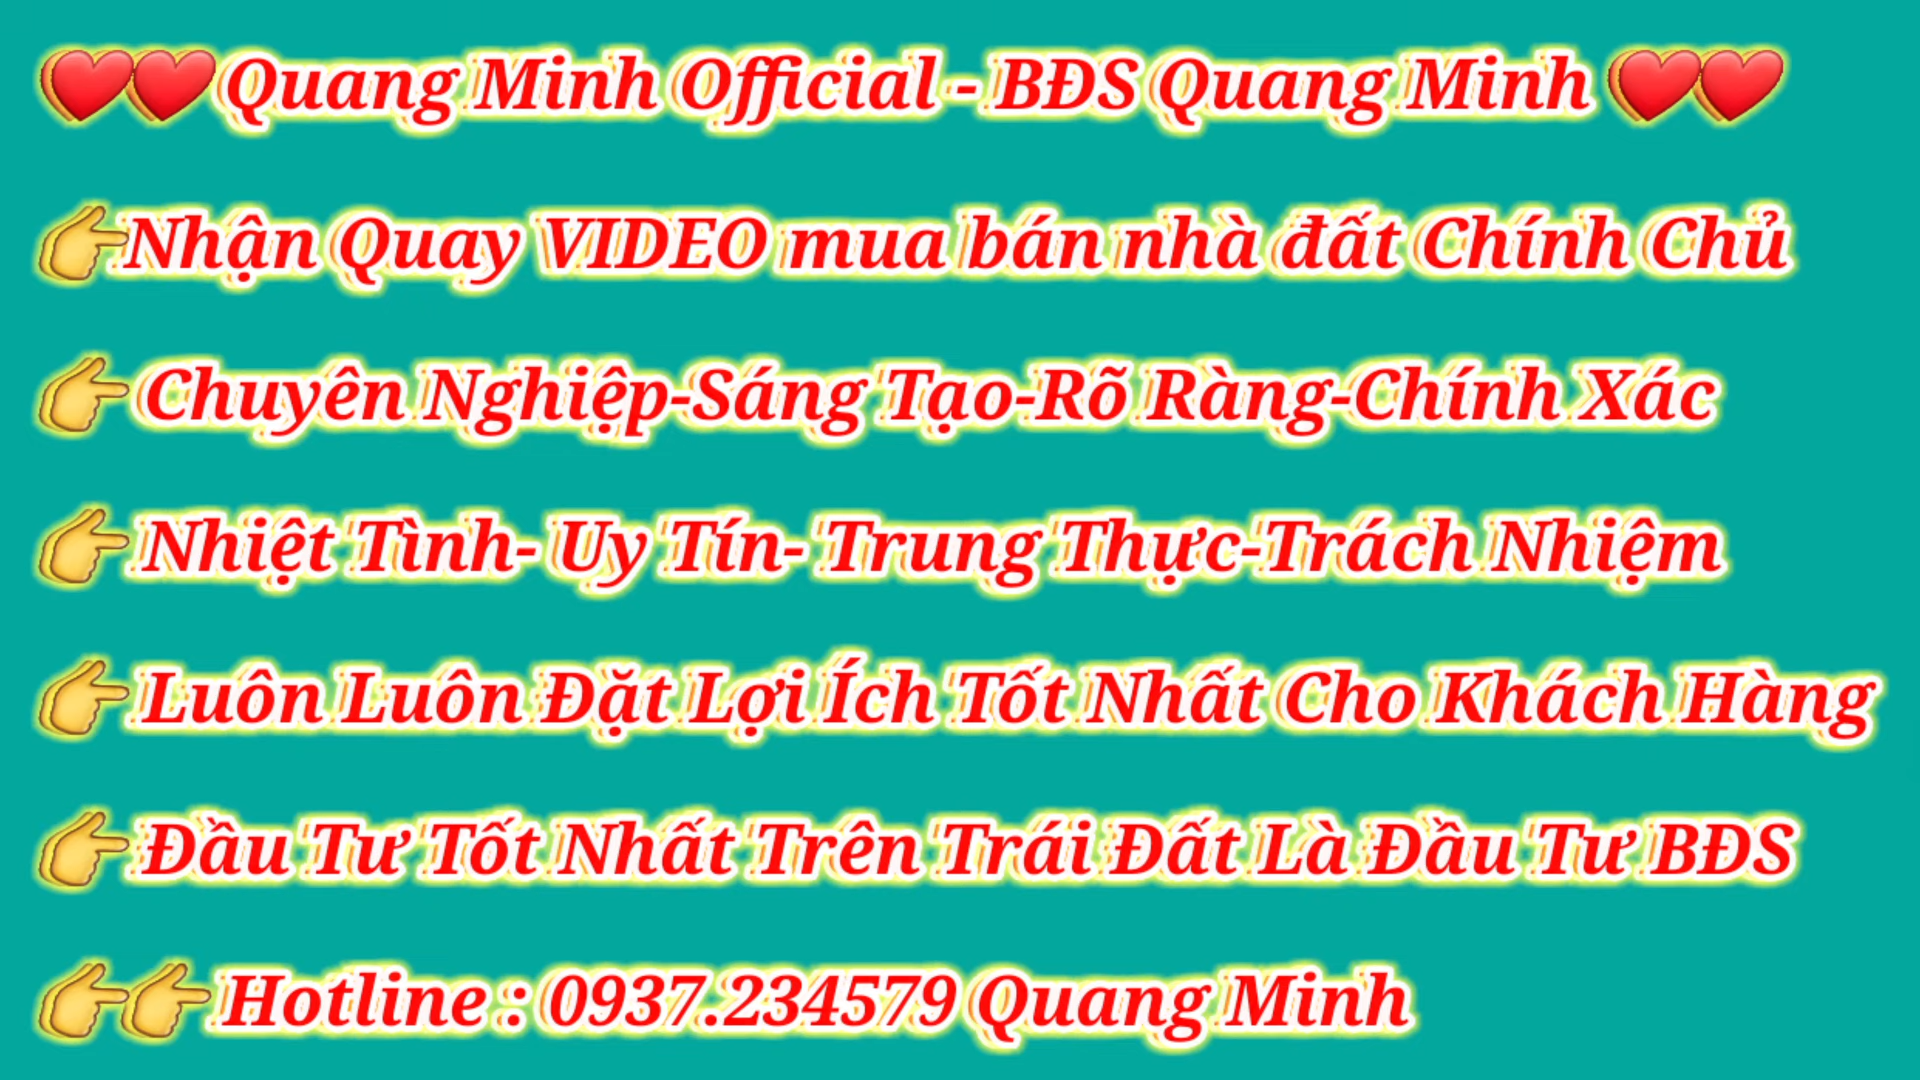 ❤️❤️Quang Minh Official - BĐS Quang Minh ❤️❤️
👉Nhận Quay VIDEO mua bán nhà đất Chính Chủ
👉 Chuyên Nghiệp-Sáng Tạo-Rõ Ràng-Chính Xác
👉 Nhiệt Tình- Uy Tín- Trung Thực-Trách Nhiệm
👉 Luôn Luôn Đặt Lợi Ích Tốt Nhất Cho Khách Hàng
👉 Đầu Tư Tốt Nhất Trên Trái Đất Là Đầu Tư BĐS
👉👉 Hotline : 0937.234579 Quang Minh